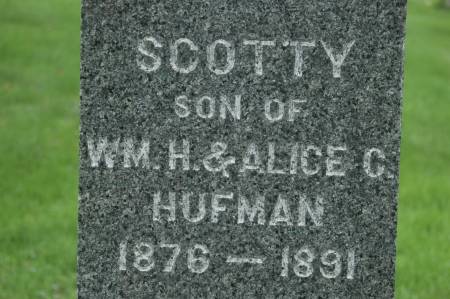 SCOTTY
SON OF
WM. H. & ALICE C.
HUFMAN
1876 — 1891